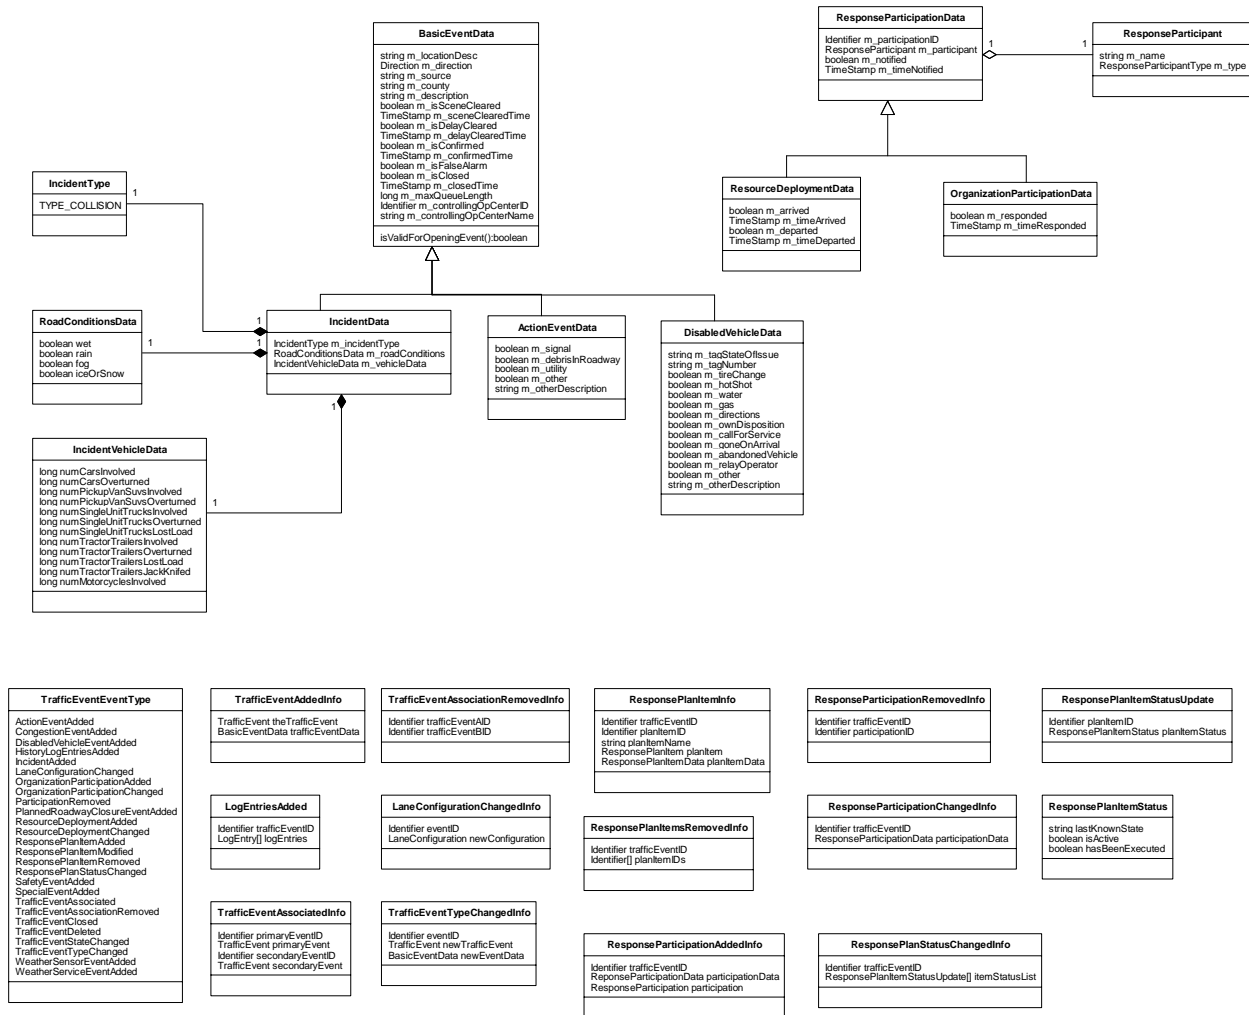 BasicEventData
string m_locationDesc
Direction m_direction
string m_source
string m_county
string m_description
boolean m_isSceneCleared
TimeStamp m_sceneClearedTime
boolean m_isDelayCleared
TimeStamp m_delayClearedTime
boolean m_isConfirmed
TimeStamp m_confirmedTime
boolean m_isFalseAlarm
boolean m_isClosed
TimeStamp m_closedTime
long m_maxQueueLength
Identifier m_controllingOpCenterID
string m_controllingOpCenterName
isValidForOpeningEvent():boolean
ResponseParticipationData
Identifier m_participationID
ResponseParticipant m_participant
boolean m_notified
TimeStamp m_timeNotified
1
1
ResponseParticipant
string m_name
ResponseParticipantType m_type
ResourceDeploymentData
boolean m_arrived
TimeStamp m_timeArrived
boolean m_departed
TimeStamp m_timeDeparted
OrganizationParticipationData
boolean m_responded
TimeStamp m_timeResponded
IncidentType
TYPE_COLLISION
1
RoadConditionsData
boolean wet
boolean rain
boolean fog
boolean iceOrSnow
1
1
1
IncidentData
IncidentType m_incidentType
RoadConditionsData m_roadConditions
IncidentVehicleData m_vehicleData
1
ActionEventData
boolean m_signal
boolean m_debrisInRoadway
boolean m_utility
boolean m_other
string m_otherDescription
DisabledVehicleData
string m_tagStateOfIssue
string m_tagNumber
boolean m_tireChange
boolean m_hotShot
boolean m_water
boolean m_gas
boolean m_directions
boolean m_ownDisposition
boolean m_callForService
boolean m_goneOnArrival
boolean m_abandonedVehicle
boolean m_relayOperator
boolean m_other
string m_otherDescription
IncidentVehicleData
long numCarsInvolved
long numCarsOverturned
long numPickupVanSuvsInvolved
long numPickupVanSuvsOverturned
long numSingleUnitTrucksInvolved
long numSingleUnitTrucksOverturned
long numSingleUnitTrucksLostLoad
long numTractorTrailersInvolved
long numTractorTrailersOverturned
long numTractorTrailersLostLoad
long numTractorTrailersJackKnifed
long numMotorcyclesInvolved
1
TrafficEventEventType
ActionEventAdded
CongestionEventAdded
DisabledVehicleEventAdded
HistoryLogEntriesAdded
IncidentAdded
LaneConfigurationChanged
OrganizationParticipationAdded
OrganizationParticipationChanged
ParticipationRemoved
PlannedRoadwayClosureEventAdded
ResourceDeploymentAdded
ResourceDeploymentChanged
ResponsePlanItemAdded
ResponsePlanItemModified
ResponsePlanItemRemoved
ResponsePlanStatusChanged
SafetyEventAdded
SpecialEventAdded
TrafficEventAssociated
TrafficEventAssociationRemoved
TrafficEventClosed
TrafficEventDeleted
TrafficEventStateChanged
TrafficEventTypeChanged
WeatherSensorEventAdded
WeatherServiceEventAdded
TrafficEventAddedInfo
TrafficEvent theTrafficEvent
BasicEventData trafficEventData
TrafficEventAssociationRemovedInfo
Identifier trafficEventAID
Identifier trafficEventBID
ResponsePlanItemInfo
Identifier trafficEventID
Identifier planItemID
string planItemName
ResponsePlanItem planItem
ResponsePlanItemData planItemData
ResponseParticipationRemovedInfo
Identifier trafficEventID
Identifier participationID
ResponsePlanItemStatusUpdate
Identifier planItemID
ResponsePlanItemStatus planItemStatus
LogEntriesAdded
Identifier trafficEventID
LogEntry[] logEntries
LaneConfigurationChangedInfo
Identifier eventID
LaneConfiguration newConfiguration
ResponsePlanItemsRemovedInfo
Identifier trafficEventID
Identifier[] planItemIDs
ResponseParticipationChangedInfo
Identifier trafficEventID
ResponseParticipationData participationData
ResponsePlanItemStatus
string lastKnownState
boolean isActive
boolean hasBeenExecuted
TrafficEventAssociatedInfo
Identifier primaryEventID
TrafficEvent primaryEvent
Identifier secondaryEventID
TrafficEvent secondaryEvent
TrafficEventTypeChangedInfo
Identifier eventID
TrafficEvent newTrafficEvent
BasicEventData newEventData
ResponseParticipationAddedInfo
Identifier trafficEventID
ResponseParticipationData participationData
ResponseParticipation participation
ResponsePlanStatusChangedInfo
Identifier trafficEventID
ResponsePlanItemStatusUpdate[] itemStatusList